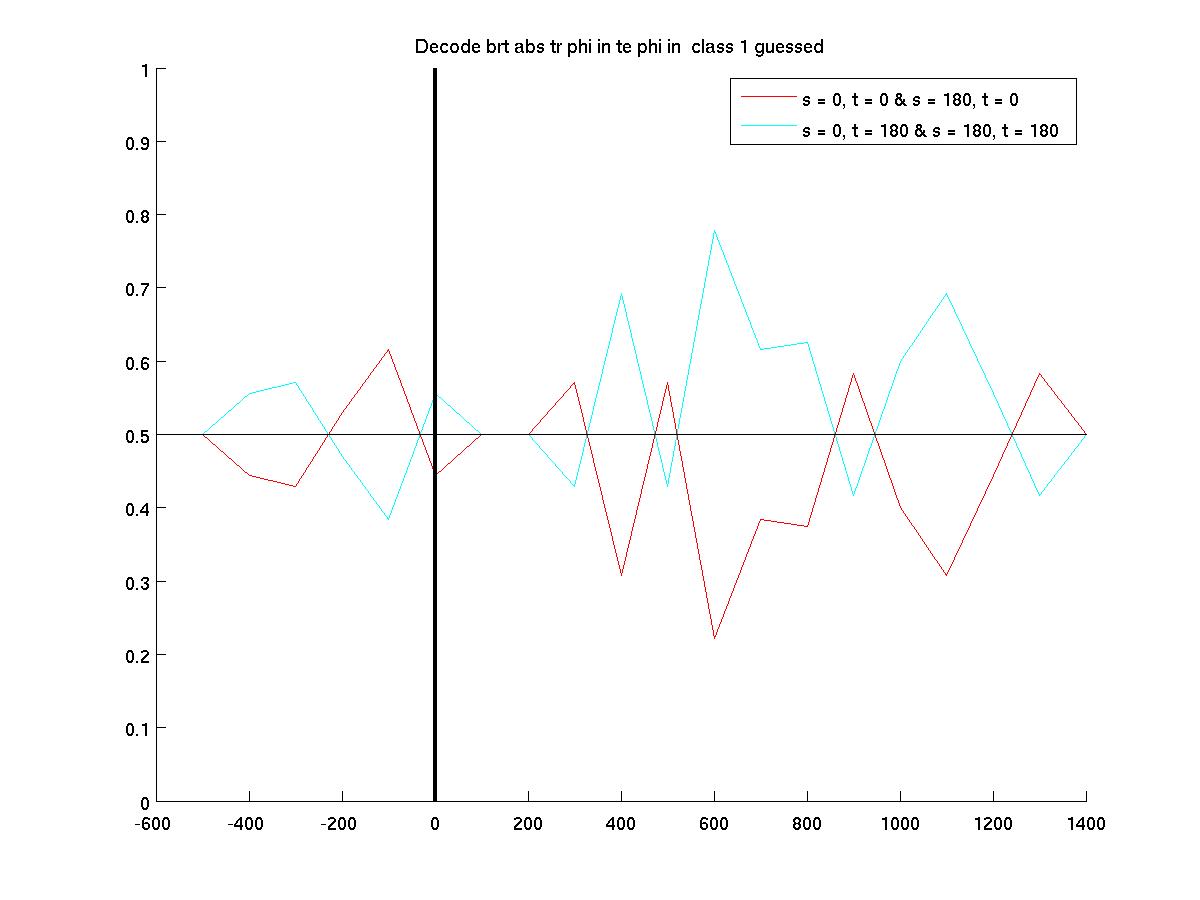 Decode brt abs tr phi in te phi in  class 1 guessed
s = 0, t = 0 & s = 180, t = 0
s = 0, t = 180 & s = 180, t = 180
1
0.9
0.8
0.7
0.6
0.5
0.4
0.3
0.2
0.1
0
-600 -400 -200 0 200 400 600 800 1000 1200 1400